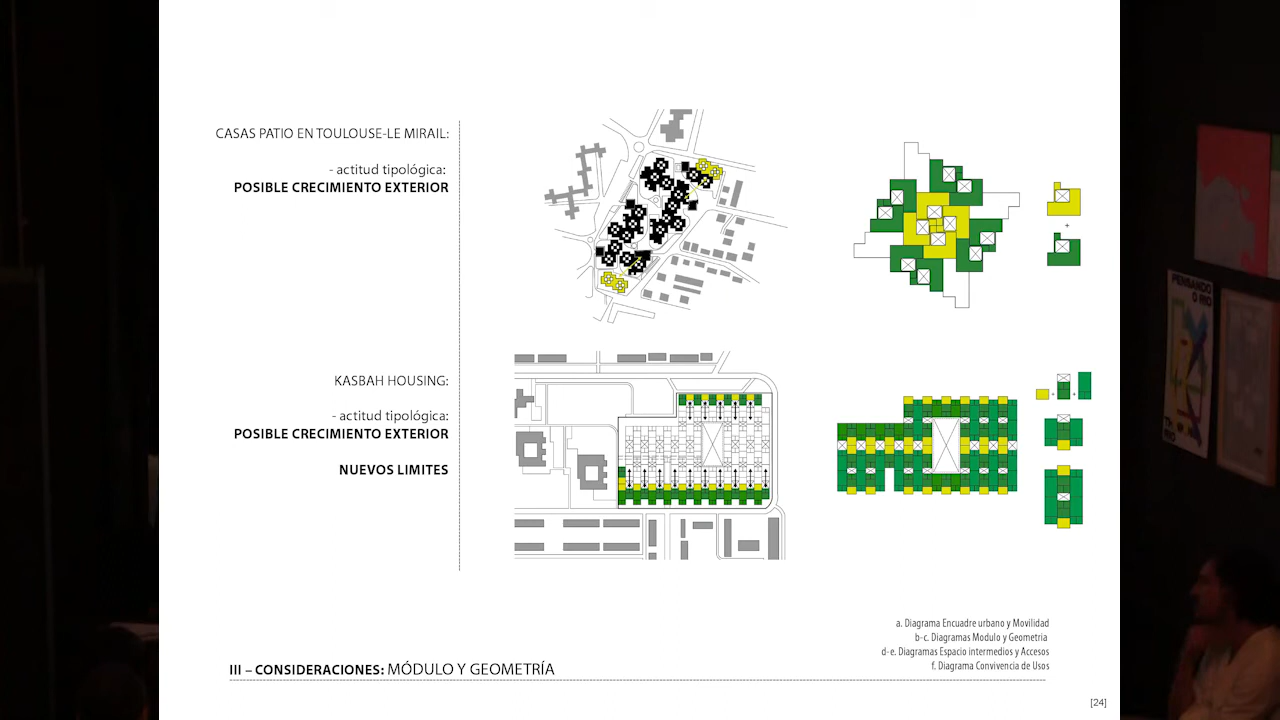 CASAS PATIO EN TOULOUSE-LE MIRAIL:
- actitud tipológica:
POSIBLE CRECIMIENTO EXTERIOR
KASBAH HOUSING:
- actitud tipológica:
POSIBLE CRECIMIENTO EXTERIOR
NUEVOS LIMITES
a. Diagrama Encuadre urbano y Movilidad
b-c. Diagramas Modulo y Geometria
d-e. Diagramas Espacio intermedios y Accesos
f. Diagrama Convivencia de Usos
III – CONSIDERACIONES: MÓDULO Y GEOMETRÍA
[24]
PENSANDO
O RIO